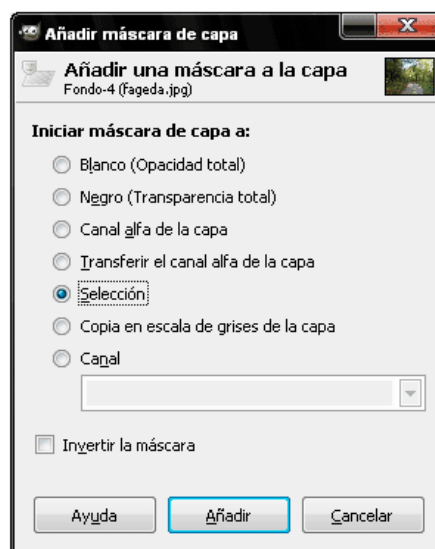 Añadir máscara de capa
Añadir una máscara a la capa
Fondo-4 (fageda.jpg)
Iniciar máscara de capa a:
Blanco (Opacidad total)
Negro (Transparencia total)
Canal alfa de la capa
Transferir el canal alfa de la capa
Selección
Copia en escala de grises de la capa
Canal
Invertir la máscara
Ayuda
Añadir
Cancelar